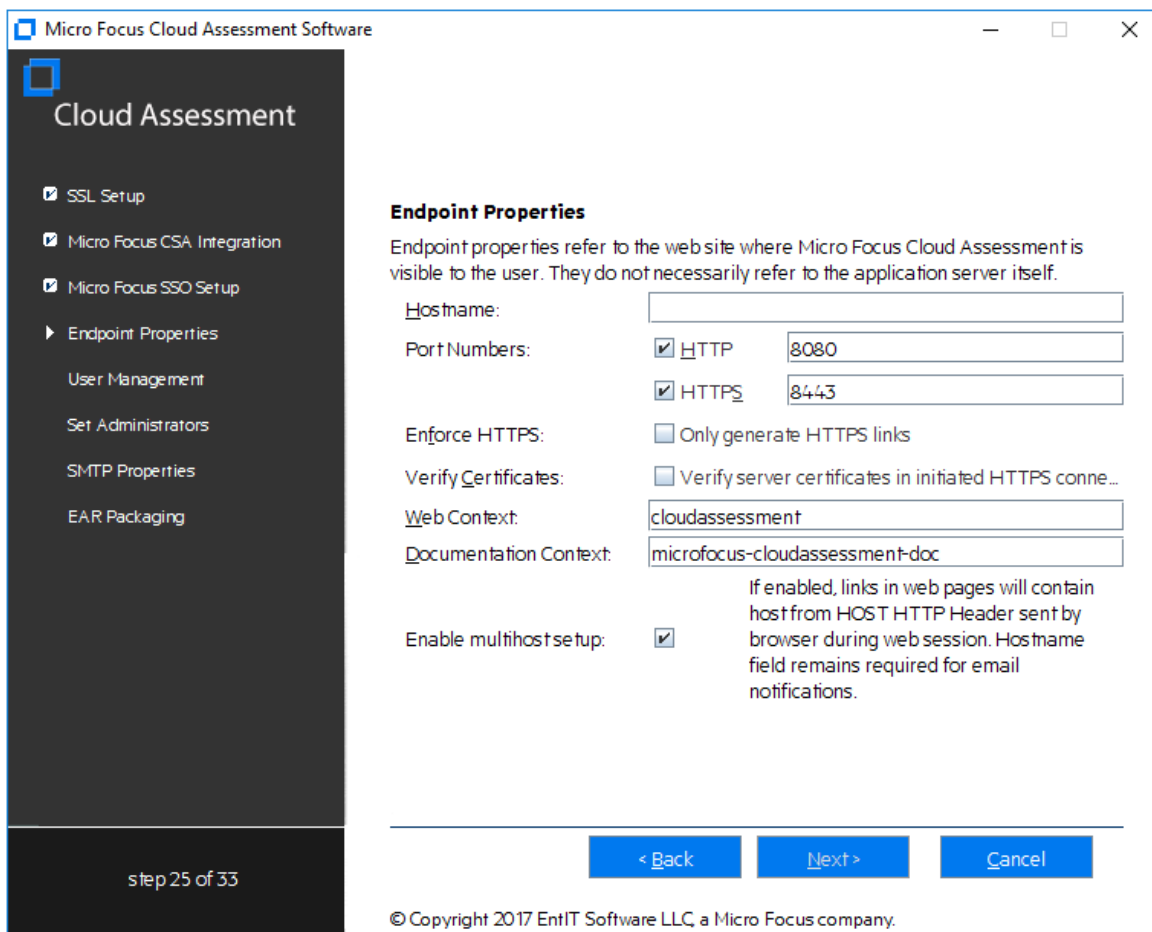 Micro Focus Cloud Assessment Software
Cloud Assessment
SSL Setup
Micro Focus CSA Integration
Micro Focus SSO Setup
Endpoint Properties
User Management
Set Administrators
SMTP Properties
EAR Packaging
step 25 of 33
Endpoint Properties
Endpoint properties refer to the web site where Micro Focus Cloud Assessment is
visible to the user. They do not necessarily refer to the application server itself.
Hostname:
Port Numbers: HTTP 8080
HTTPS 8443
Enforce HTTPS: Only generate HTTPS links
Verify Certificates: Verify server certificates in initiated HTTPS conne...
Web Context: cloudassessment
Documentation Context: microfocus-cloudassessment-doc
Enable multihost setup:
If enabled, links in web pages will contain
host from HOST HTTP Header sent by
browser during web session. Hostname
field remains required for email
notifications.
< Back Next > Cancel
© Copyright 2017 EntIT Software LLC, a Micro Focus company.